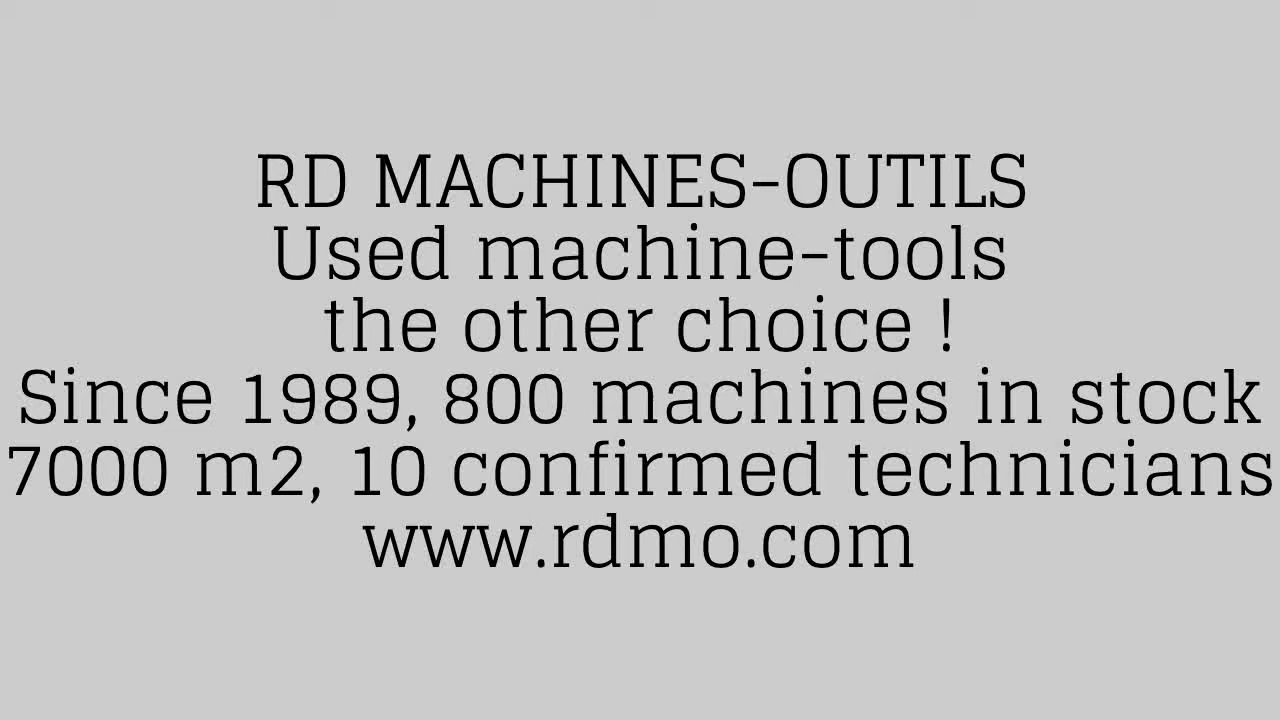 RD MACHINES-OUTILS
Used machine-tools
the other choice !
Since 1989, 800 machines in stock
7000 m2, 10 confirmed technicians
www.rdmo.com